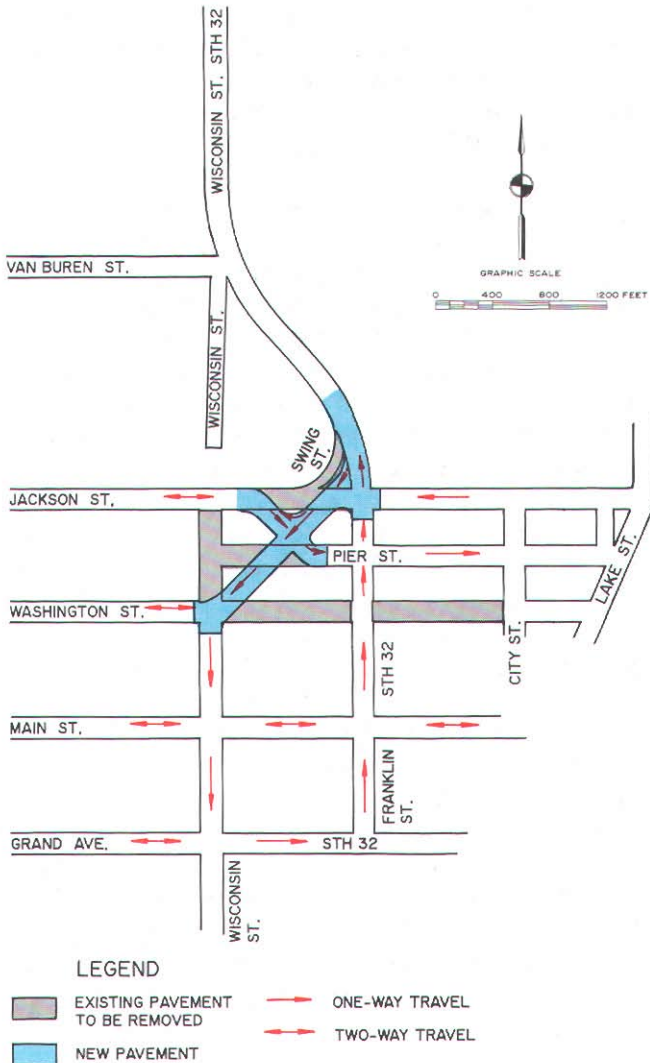 WISCONSIN ST. STH 32
VAN BUREN ST.
GRAPHIC SCALE
0 400 800 1200 FEET
WISCONSIN ST.
SWING
ST.
JACKSON ST.
PIER ST.
LAKE ST.
WASHINGTON ST.
CITY ST.
STH 32
MAIN ST.
FRANKLIN
ST.
GRAND AVE.
STH 32
WISCONSIN
ST.
LEGEND
EXISTING PAVEMENT
TO BE REMOVED
ONE-WAY TRAVEL
TWO-WAY TRAVEL
NEW PAVEMENT